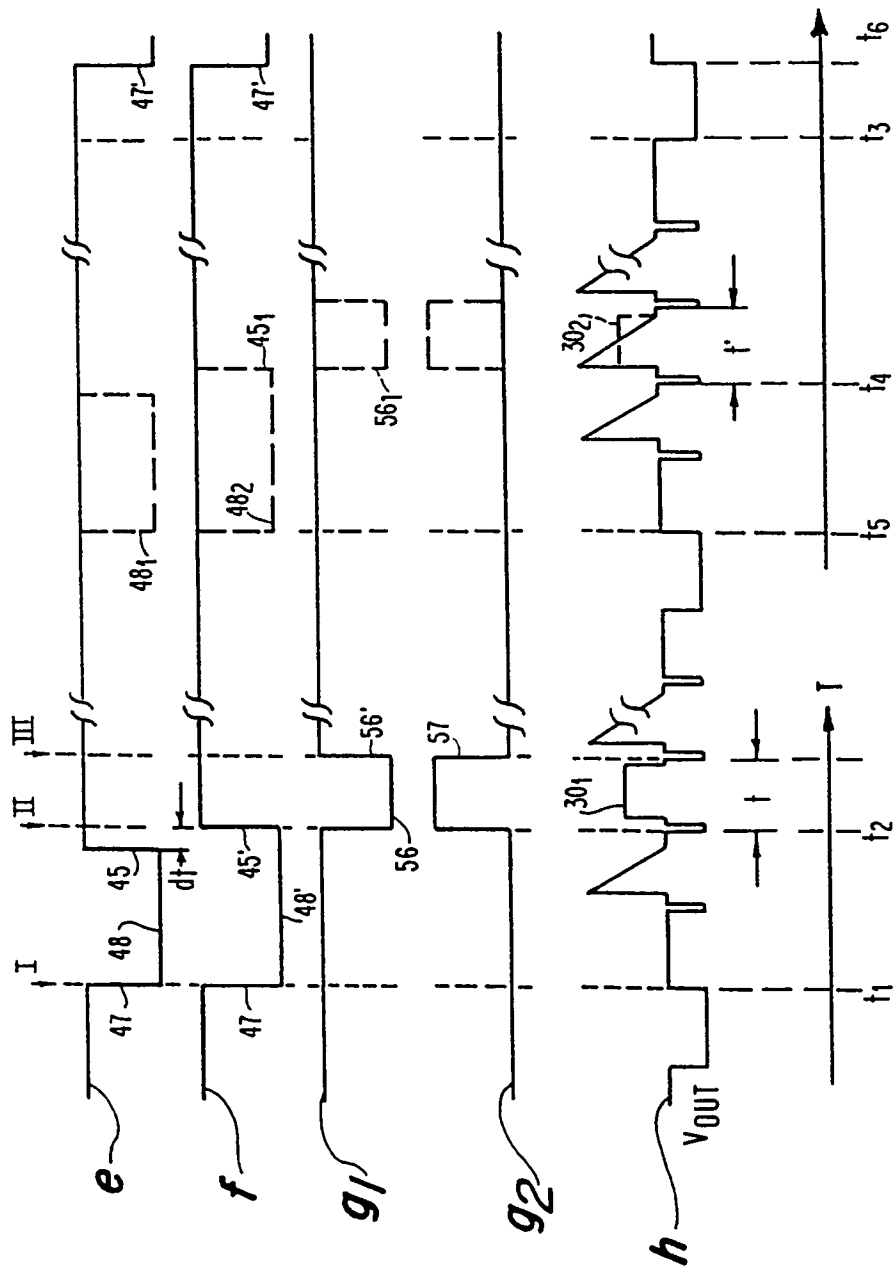 I
II
III
e
47
48
45
dt
48₁
47'
f
47
48'
45'
48₂
45₁
47'
g₁
56
56'
56₁
g₂
57
h
V OUT
30₁
t
T
30₂
t'
t₁
t₂
t₅
t₄
t₃
t₆